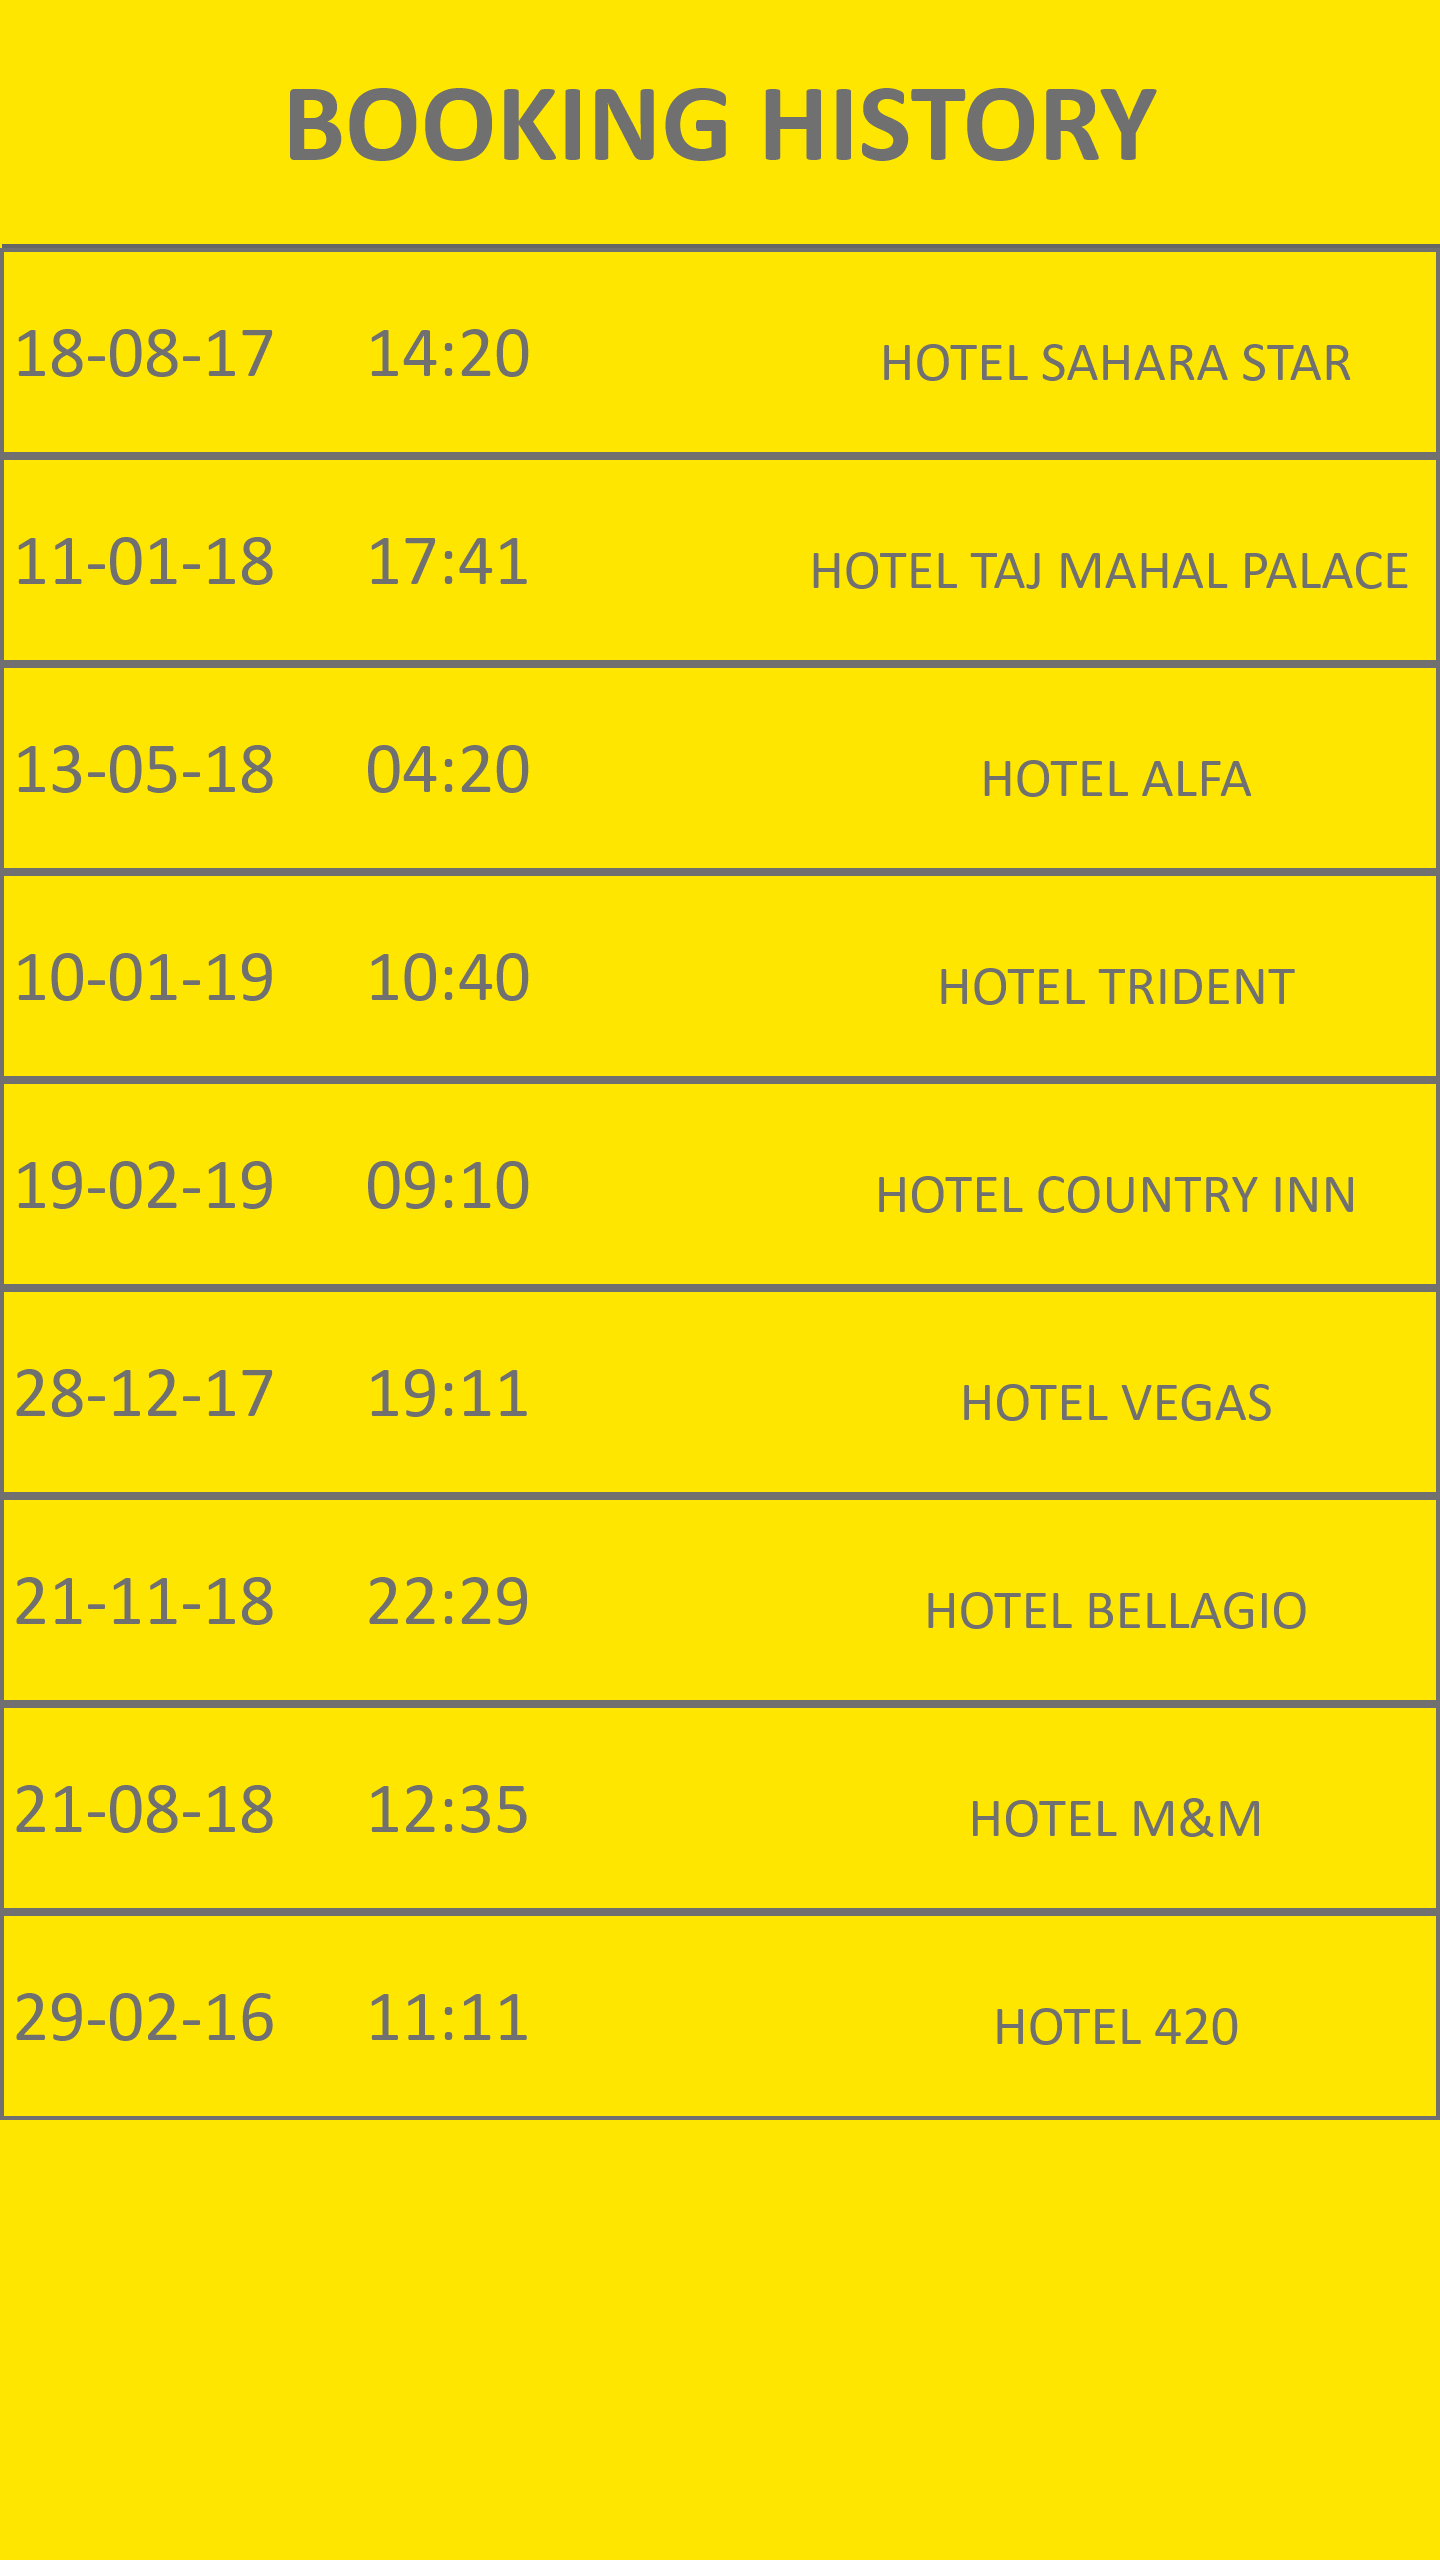 BOOKING HISTORY
18-08-17 14:20 HOTEL SAHARA STAR
11-01-18 17:41 HOTEL TAJ MAHAL PALACE
13-05-18 04:20 HOTEL ALFA
10-01-19 10:40 HOTEL TRIDENT
19-02-19 09:10 HOTEL COUNTRY INN
28-12-17 19:11 HOTEL VEGAS
21-11-18 22:29 HOTEL BELLAGIO
21-08-18 12:35 HOTEL M&M
29-02-16 11:11 HOTEL 420